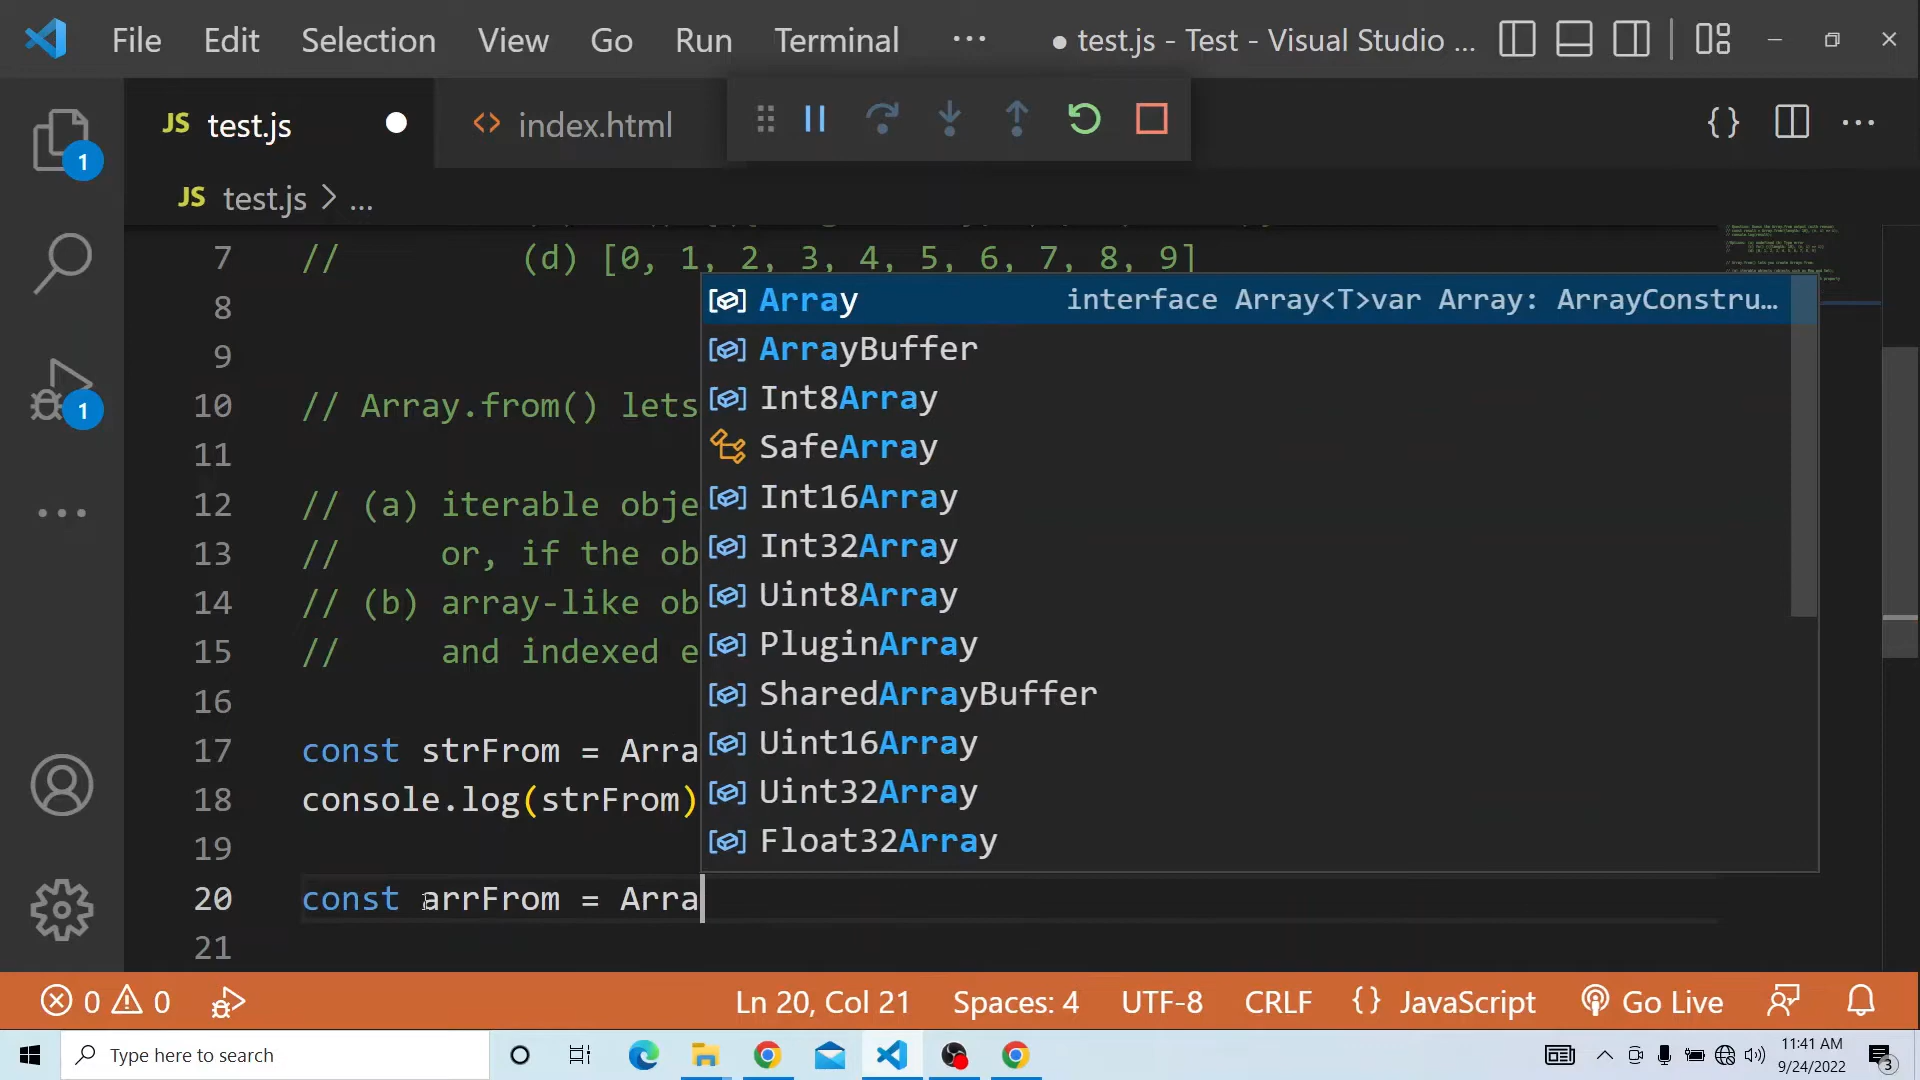 File Edit Selection View Go Run Terminal ··· ● test.js - Test - Visual Studio ...
JS test.js ● <> index.html
JS test.js > ...
1
1
7 // (d) [0, 1, 2, 3, 4, 5, 6, 7, 8, 9]
8
9
10 // Array.from() lets
11
12 // (a) iterable obje
13 // or, if the ob
14 // (b) array-like ob
15 // and indexed e
16
17 const strFrom = Arra
18 console.log(strFrom)
19
20 const arrFrom = Arra
21
Array interface Array<T>var Array: ArrayConstru…
ArrayBuffer
Int8Array
SafeArray
Int16Array
Int32Array
Uint8Array
PluginArray
SharedArrayBuffer
Uint16Array
Uint32Array
Float32Array
0 0 Ln 20, Col 21 Spaces: 4 UTF-8 CRLF {} JavaScript Go Live
Type here to search
11:41 AM
9/24/2022
3